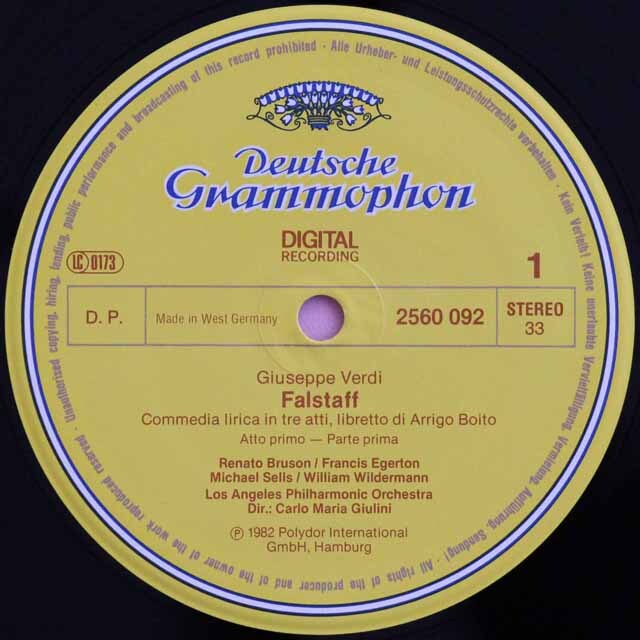 Deutsche
Grammophon
DIGITAL
RECORDING
LC 0173
1
D. P.
Made in West Germany
2560 092
STEREO
33
Giuseppe Verdi
Falstaff
Commedia lirica in tre atti, libretto di Arrigo Boito
Atto primo — Parte prima
Renato Bruson / Francis Egerton
Michael Sells / William Wildermann
Los Angeles Philharmonic Orchestra
Dir.: Carlo Maria Giulini
℗ 1982 Polydor International
GmbH, Hamburg
Alle Urheber- und Leistungsschutzrechte vorbehalten · Kein Verleih! Keine unerlaubte Vervielfältigung, Vermietung, Aufführung, Sendung! · All rights of the producer and of the owner of the work reproduced reserved · Unauthorized copying, hiring, lending, public performance and broadcasting of this record prohibited ·